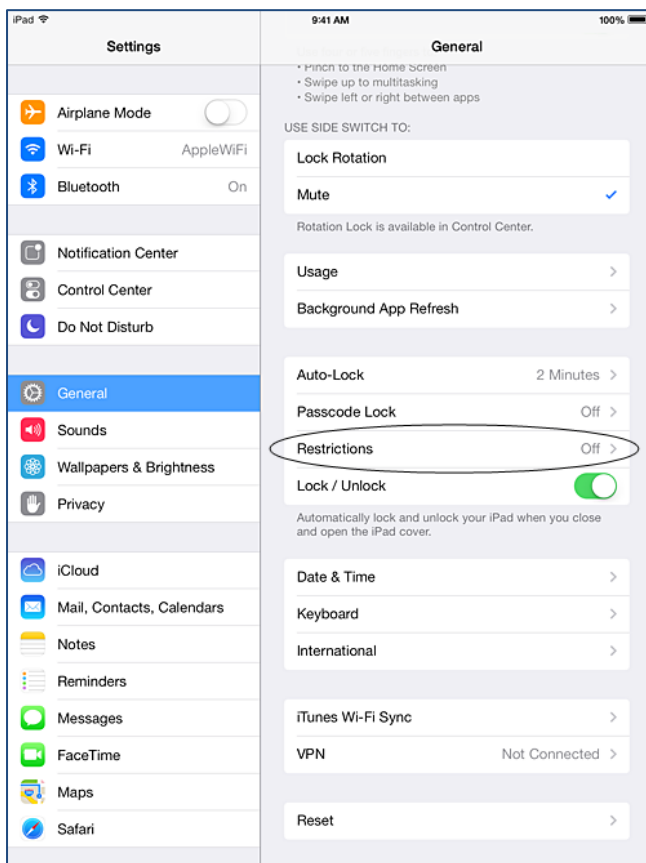 iPad 9:41 AM 100%
Settings
Airplane Mode
Wi-Fi AppleWiFi
Bluetooth On
Notification Center
Control Center
Do Not Disturb
General
Sounds
Wallpapers & Brightness
Privacy
iCloud
Mail, Contacts, Calendars
Notes
Reminders
Messages
FaceTime
Maps
Safari
General
• Pinch to the Home Screen
• Swipe up to multitasking
• Swipe left or right between apps
USE SIDE SWITCH TO:
Lock Rotation
Mute
Rotation Lock is available in Control Center.
Usage
Background App Refresh
Auto-Lock 2 Minutes
Passcode Lock Off
Restrictions Off
Lock / Unlock
Automatically lock and unlock your iPad when you close
and open the iPad cover.
Date & Time
Keyboard
International
iTunes Wi-Fi Sync
VPN Not Connected
Reset